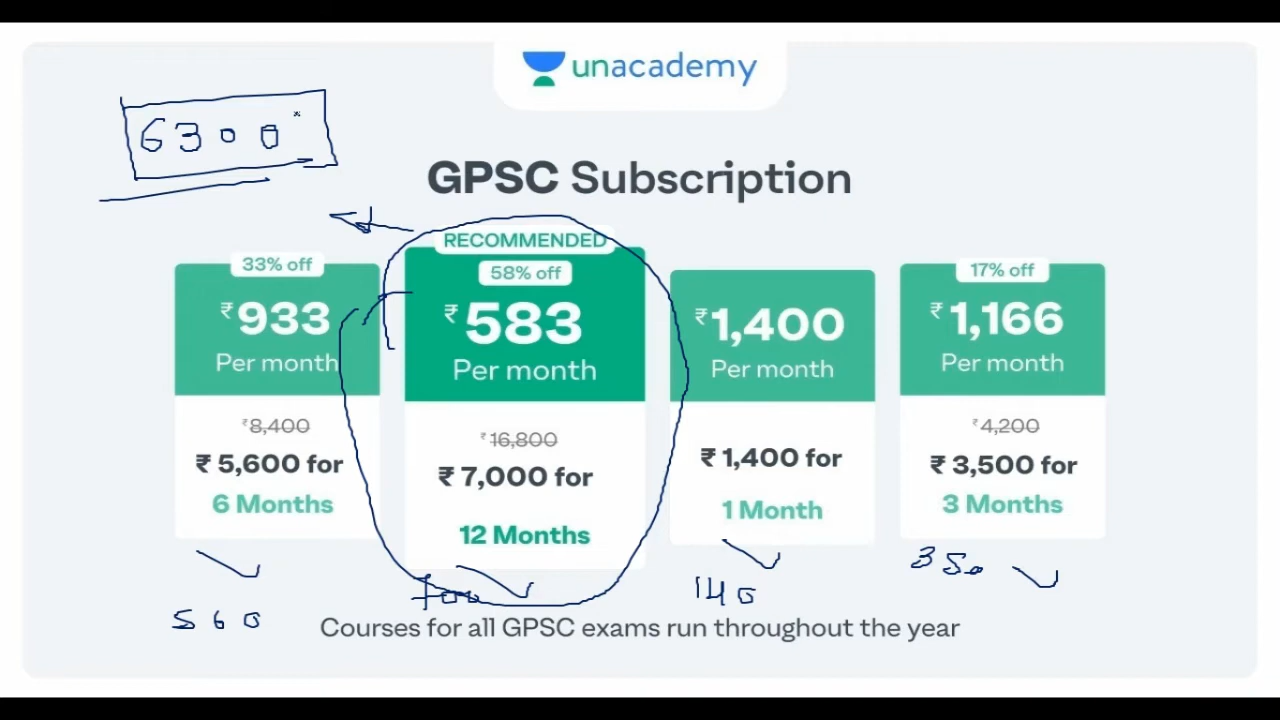 unacademy
6300
GPSC Subscription
33% off
₹933
Per month
₹8,400
₹ 5,600 for
6 Months
560
RECOMMENDED
58% off
₹583
Per month
₹16,800
₹ 7,000 for
12 Months
700
₹1,400
Per month
₹ 1,400 for
1 Month
140
17% off
₹1,166
Per month
₹4,200
₹ 3,500 for
3 Months
350
Courses for all GPSC exams run throughout the year